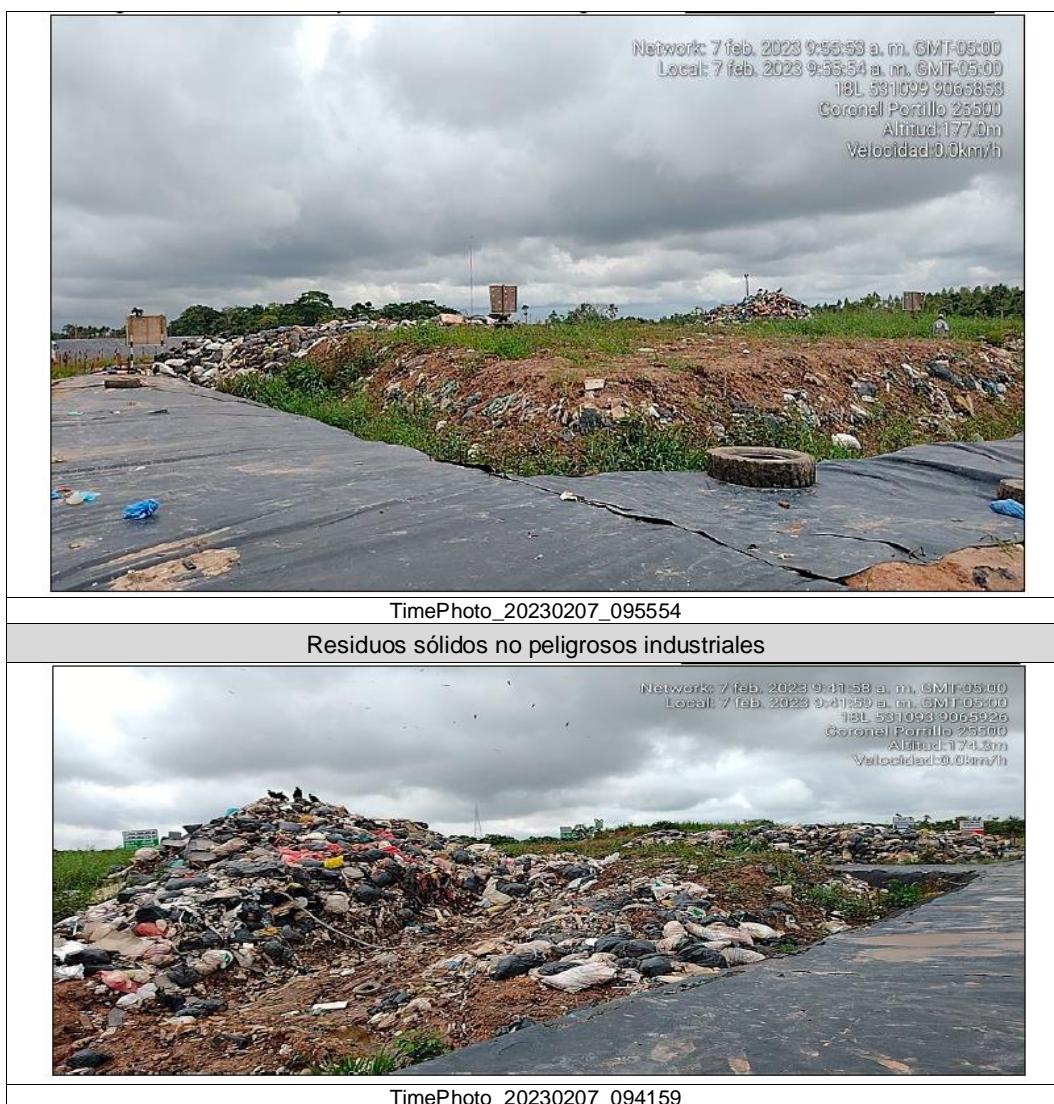 Network: 7 feb. 2023 9:55:53 a. m. GMT-05:00
Local: 7 feb. 2023 9:55:54 a. m. GMT-05:00
18L 531099 9065853
Coronel Portillo 25500
Altitud:177.0m
Velocidad:0.0km/h
TimePhoto_20230207_095554
Residuos sólidos no peligrosos industriales
Network: 7 feb. 2023 9:41:58 a. m. GMT-05:00
Local: 7 feb. 2023 9:41:59 a. m. GMT-05:00
18L 531093 9065926
Coronel Portillo 25500
Altitud:174.3m
Velocidad:0.0km/h
TimePhoto_20230207_094159